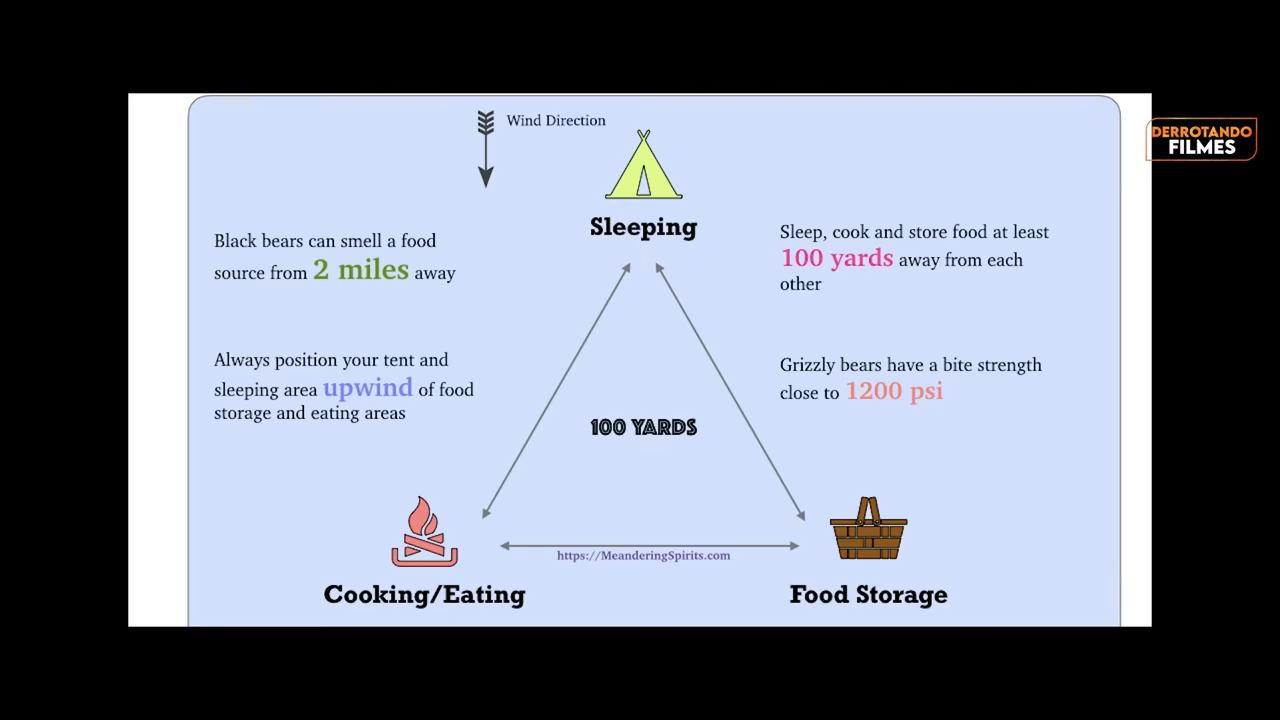 Wind Direction
DERROTANDO
FILMES
Sleeping
Black bears can smell a food
source from 2 miles away
Sleep, cook and store food at least
100 yards away from each
other
Always position your tent and
sleeping area upwind of food
storage and eating areas
Grizzly bears have a bite strength
close to 1200 psi
100 YARDS
https://MeanderingSpirits.com
Cooking/Eating
Food Storage